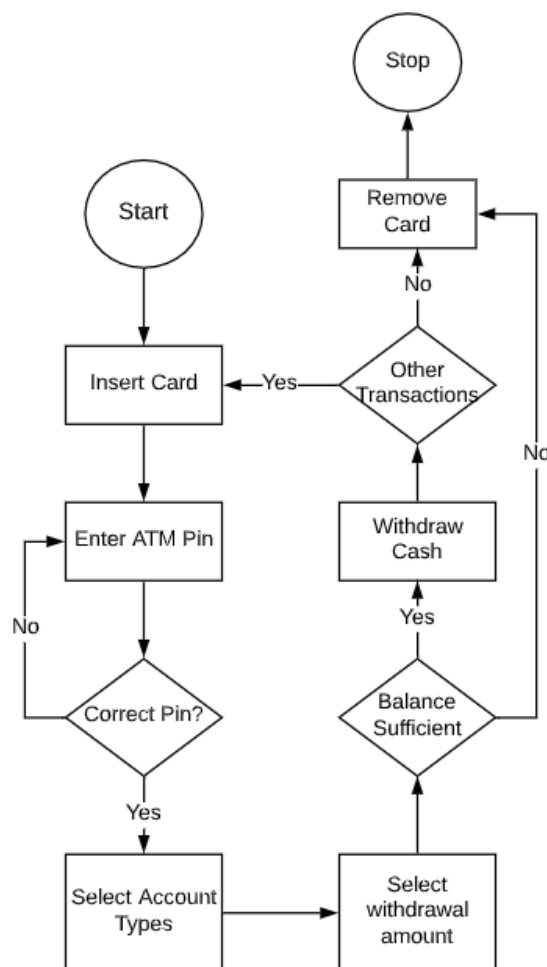 Start
Insert Card
Enter ATM Pin
No
Correct Pin?
Yes
Select Account
Types
Select
withdrawal
amount
Balance
Sufficient
Yes
No
Withdraw
Cash
Other
Transactions
Yes
No
Remove
Card
Stop